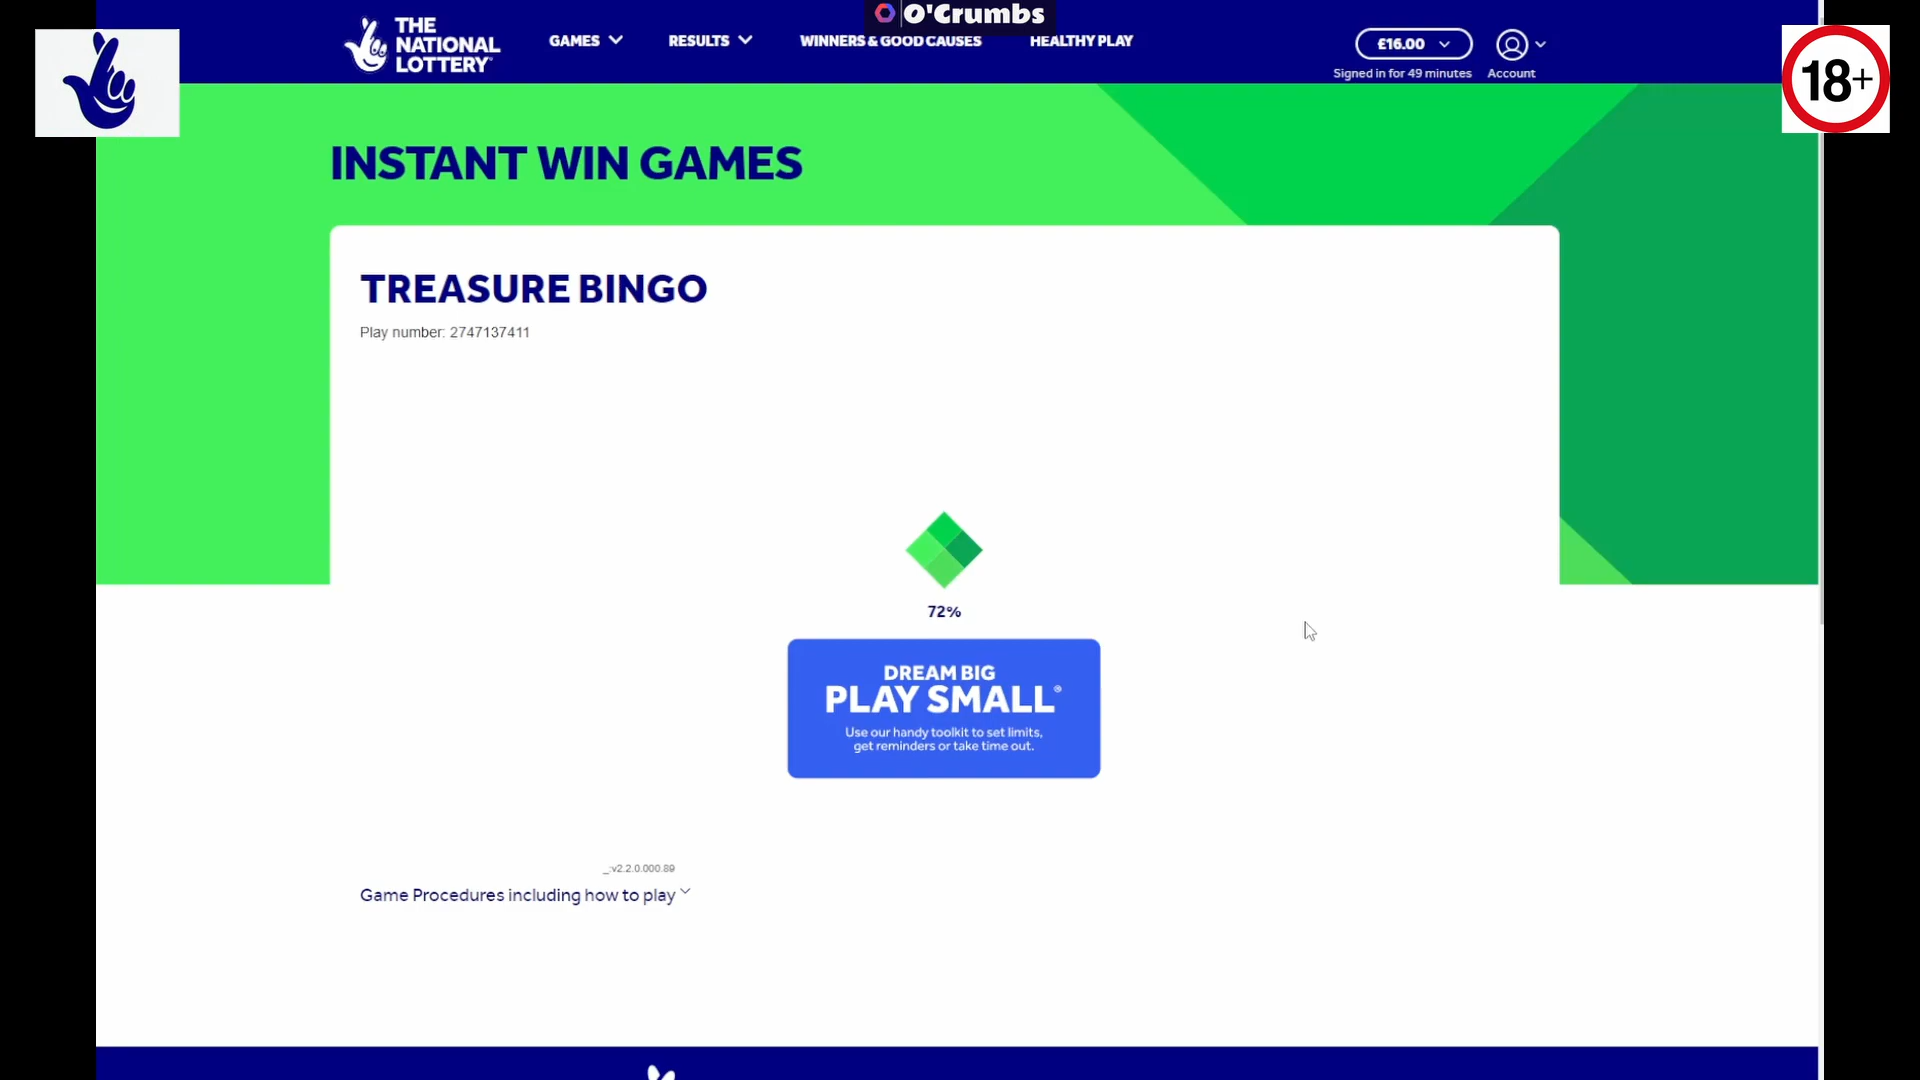 O'Crumbs
THE
NATIONAL
LOTTERY
GAMES
RESULTS
WINNERS & GOOD CAUSES
HEALTHY PLAY
£16.00
Signed in for 49 minutes
Account
18+
INSTANT WIN GAMES
TREASURE BINGO
Play number: 2747137411
72%
DREAM BIG
PLAY SMALL®
Use our handy toolkit to set limits,
get reminders or take time out.
_:v2.2.0.000.89
Game Procedures including how to play